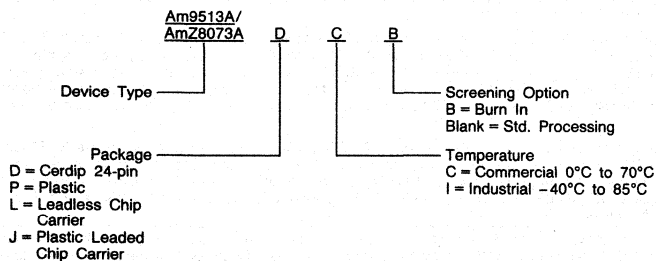 Am9513A/
AmZ8073A D C B
Device Type
Screening Option
B = Burn In
Blank = Std. Processing
Package
D = Cerdip 24-pin
P = Plastic
L = Leadless Chip
Carrier
J = Plastic Leaded
Chip Carrier
Temperature
C = Commercial 0°C to 70°C
I = Industrial −40°C to 85°C